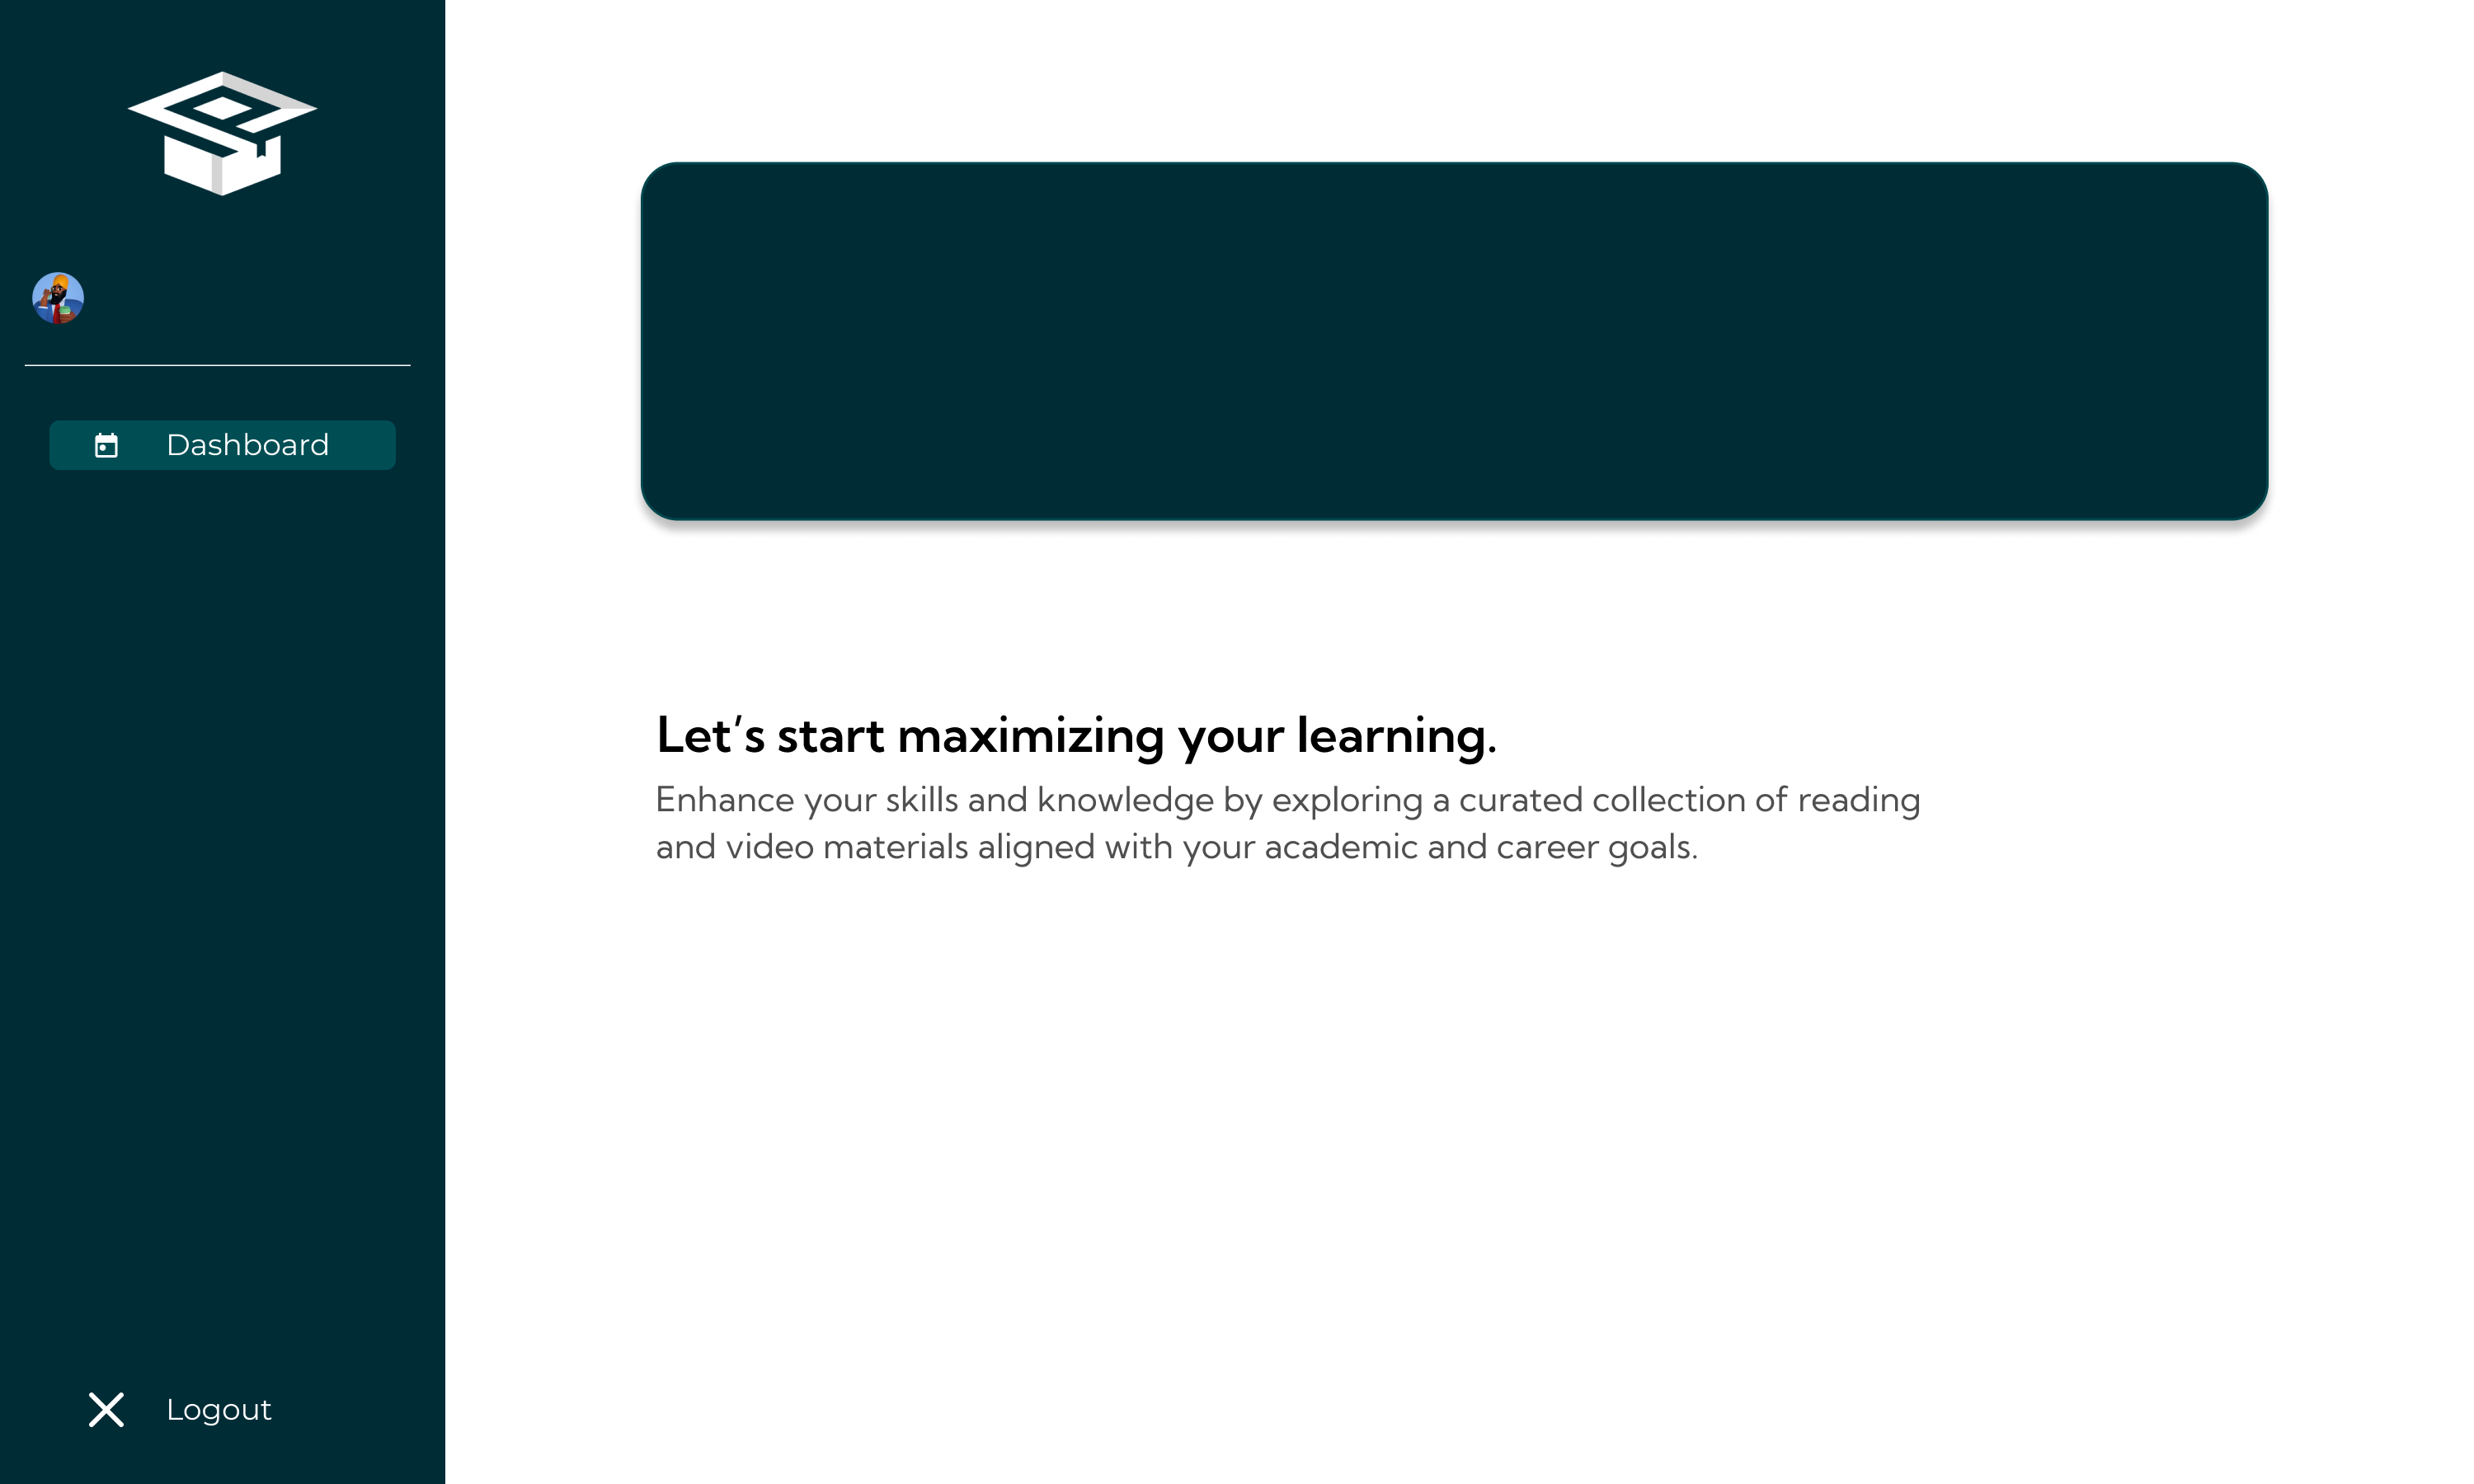 Dashboard
Let’s start maximizing your learning.
Enhance your skills and knowledge by exploring a curated collection of reading
and video materials aligned with your academic and career goals.
Logout